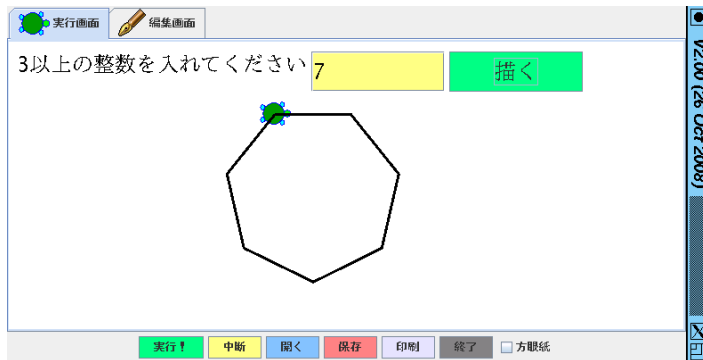 実行画面 編集画面
3以上の整数を入れてください 7 描く
実行! 中断 開く 保存 印刷 終了 方眼紙
V2.00 (26 Oct 2008)